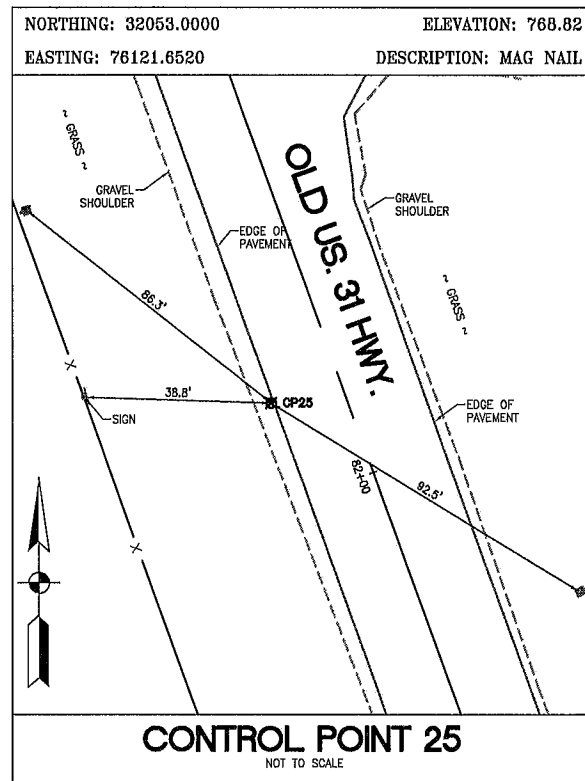 NORTHING: 32053.0000
ELEVATION: 768.82
EASTING: 76121.6520
DESCRIPTION: MAG NAIL
~ GRASS ~
GRAVEL
SHOULDER
OLD US. 31 HWY.
GRAVEL
SHOULDER
EDGE OF
PAVEMENT
~ GRASS ~
86.3'
38.8'
CP25
SIGN
EDGE OF
PAVEMENT
82+00
92.5'
CONTROL POINT 25
NOT TO SCALE